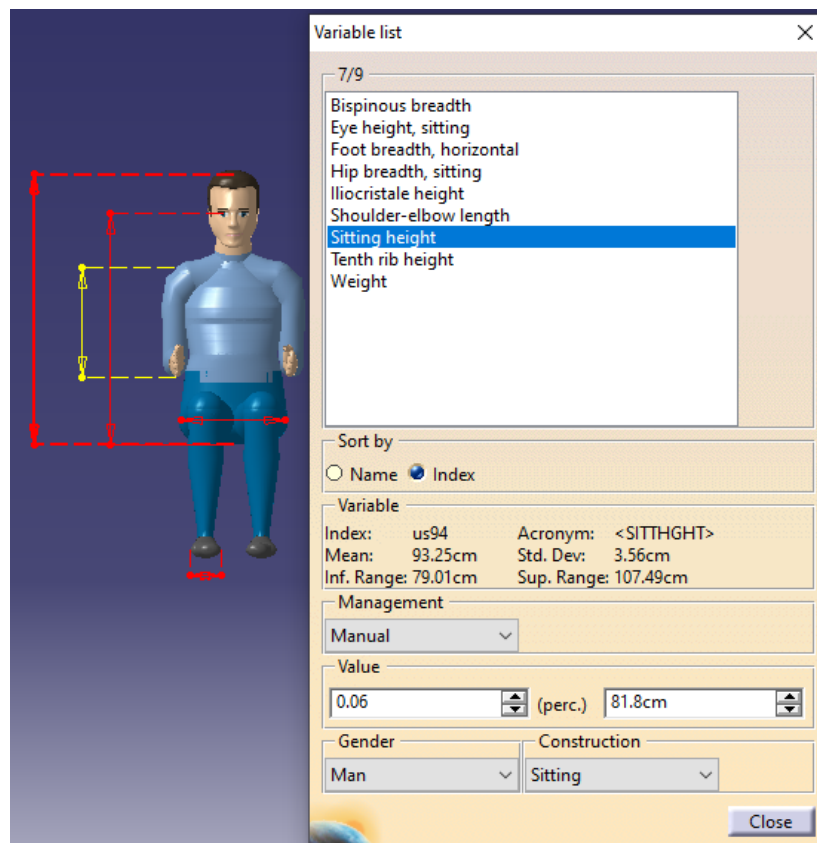 Variable list
7/9
Bispinous breadth
Eye height, sitting
Foot breadth, horizontal
Hip breadth, sitting
Iliocristale height
Shoulder-elbow length
Sitting height
Tenth rib height
Weight
Sort by
Name Index
Variable
Index: us94 Acronym: <SITTHGHT>
Mean: 93.25cm Std. Dev: 3.56cm
Inf. Range: 79.01cm Sup. Range: 107.49cm
Management
Manual
Value
0.06 (perc.) 81.8cm
Gender Construction
Man Sitting
Close